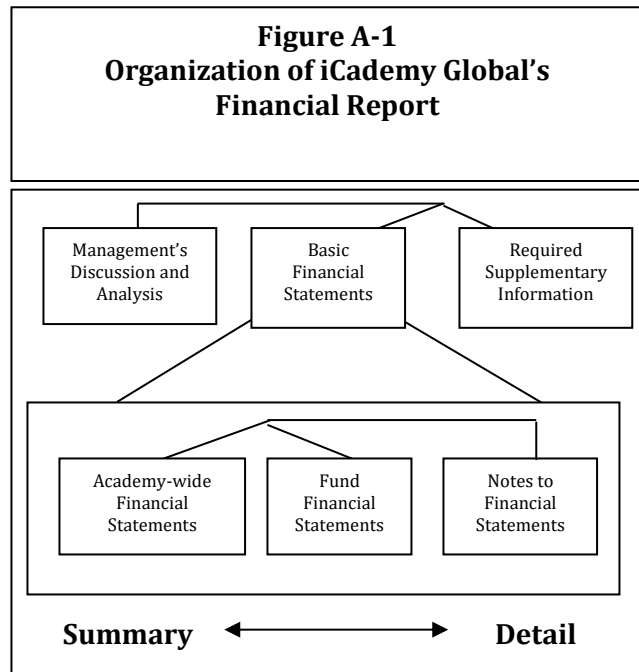 Figure A-1
Organization of iCademy Global’s
Financial Report
Management’s
Discussion and
Analysis
Basic
Financial
Statements
Required
Supplementary
Information
Academy-wide
Financial
Statements
Fund
Financial
Statements
Notes to
Financial
Statements
Summary
Detail